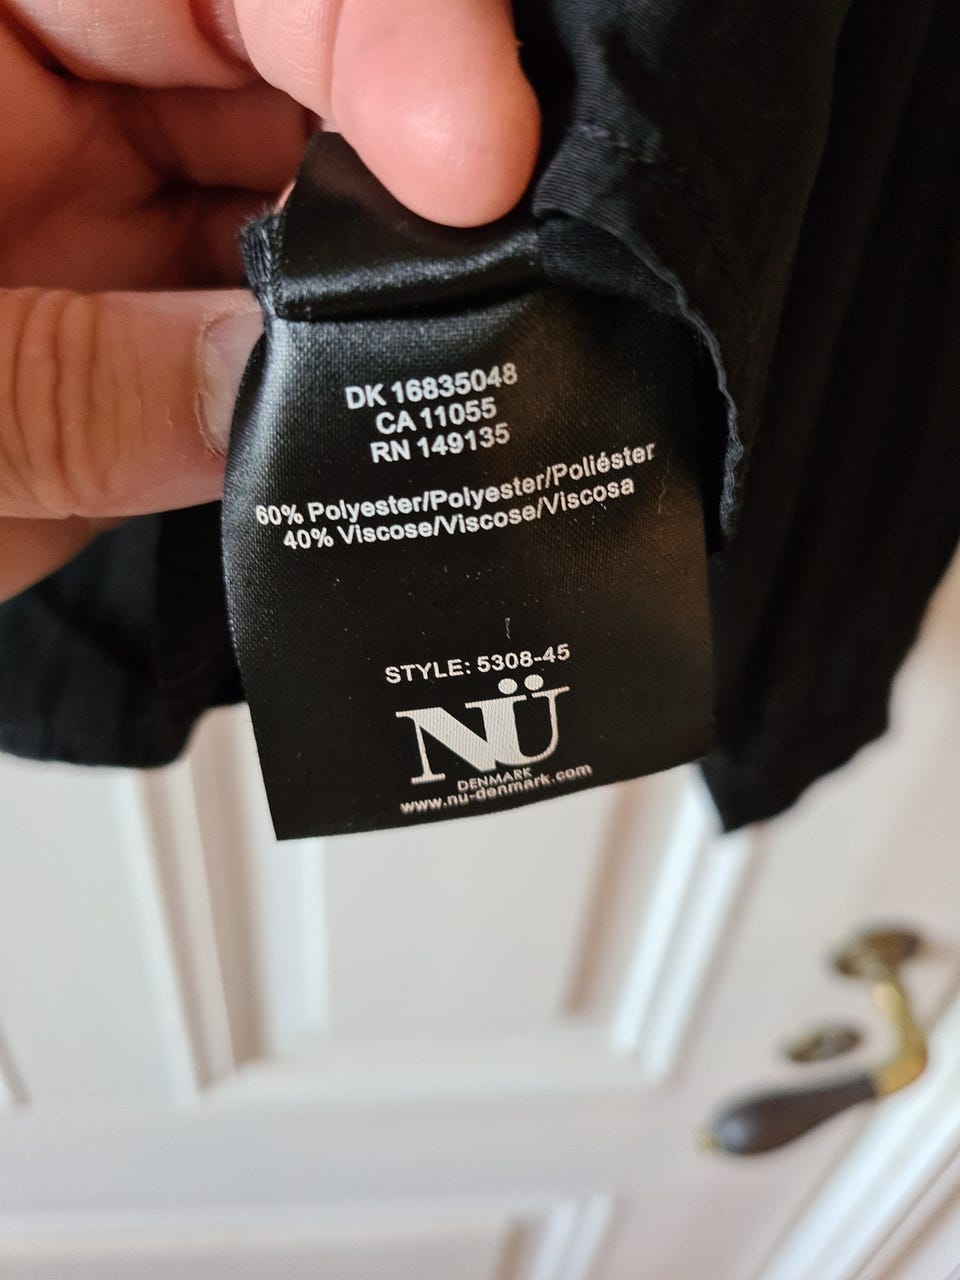 DK 16835048
CA 11055
RN 149135
60% Polyester/Polyester/Poliéster
40% Viscose/Viscose/Viscosa
STYLE: 5308-45
NÜ
DENMARK
www.nu-denmark.com